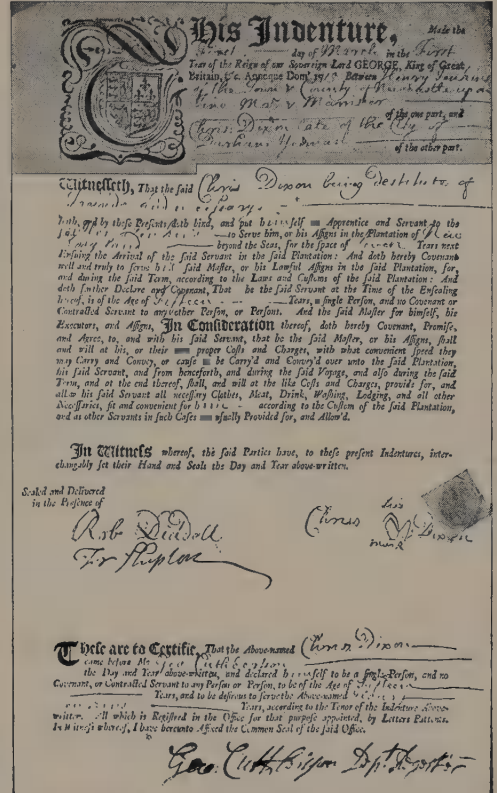 This Indenture, Made the
First day of March in the First
Year of the Reign of our Sovereign Lord GEORGE, King of Great
Britain, &c. Annoque Dom. 1715 Between Henry
of the Town & County of Newcastle upon
Tine Mar. & Marriner of the one part, and
Chris: Dixon late of the City of
Durham of the other part.
Witnesseth, That the said Chris Dixon being destitute of
Friends and
doth bind, and put himself Apprentice and Servant to the
to Serve him, or his Assigns in the Plantation of
beyond the Seas, for the space of Years next
Ensuing the Arrival of the said Servant in the said Plantation: And doth hereby Covenant
well and truly to serve his said Master, or his Lawful Assigns in the said Plantation, for,
and during the said Term, according to the Laws and Customs of the said Plantation: And
doth further Declare and Covenant, That he the said Servant at the Time of the Ensealing
hereof, is of the Age of Fifteen Years, a single Person, and no Covenant or
Contracted Servant to any other Person, or Persons. And the said Master for himself, his
Executors, and Assigns, In Consideration thereof, doth hereby Covenant, Promise,
and Agree, to, and with his said Servant, that he the said Master, or his Assigns, shall
and will at his, or their proper Costs and Charges, with what convenient speed they
may Carry and Convey, or cause to be Carry'd and Convey'd over unto the said Plantation,
his said Servant, and from henceforth, and during the said Voyage, and also during the said
Term, and at the end thereof, shall, and will at the like Costs and Charges, provide for, and
allow his said Servant all necessary Clothes, Meat, Drink, Washing, Lodging, and all other
Necessaries, fit and convenient for him according to the Custom of the said Plantation,
and as other Servants in such Cases usually Provided for, and Allow'd.
In Witness whereof, the said Parties have, to these present Indentures, inter-
changably set their Hand and Seals the Day and Year above-written.
Sealed and Delivered
in the Presence of
his
Chris Dixon
mark
These are to Certifie, That the Above-named Chris Dixon
came before Me Geo Cuthbertson
the Day and Year above-written, and declared himself to be a single Person, and no
Covenant, or Contracted Servant to any Person or Person, to be of the Age of Fifteen
Years, and to be desirous to serve the Above-named
Years, according to the Tenor of the Indenture Above-
written. All which is Registred in the Office for that purpose appointed, by Letters Pattents.
In Witness whereof, I have hereunto Affixed the Common Seal of the said Office.
Geo: Cuthbertson